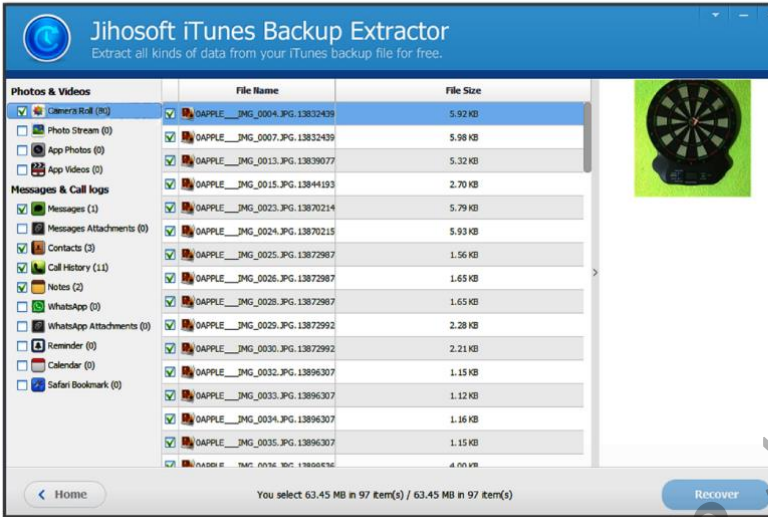 Jihosoft iTunes Backup Extractor
Extract all kinds of data from your iTunes backup file for free.
Photos & Videos
Camera Roll
Photo Stream (0)
App Photos (0)
App Videos (0)
Messages & Call logs
Messages (1)
Messages Attachments (0)
Contacts (3)
Call History (11)
Notes (2)
WhatsApp (0)
WhatsApp Attachments (0)
Reminder (0)
Calendar (0)
Safari Bookmark (0)
File Name File Size
0APPLE___IMG_0004.JPG.13832439 5.92 KB
0APPLE___IMG_0007.JPG.13832439 5.98 KB
0APPLE___IMG_0013.JPG.13839077 5.32 KB
0APPLE___IMG_0015.JPG.13844193 2.70 KB
0APPLE___IMG_0023.JPG.13870214 5.79 KB
0APPLE___IMG_0024.JPG.13870215 5.93 KB
0APPLE___IMG_0025.JPG.13872987 1.56 KB
0APPLE___IMG_0026.JPG.13872987 1.65 KB
0APPLE___IMG_0028.JPG.13872987 1.65 KB
0APPLE___IMG_0029.JPG.13872992 2.28 KB
0APPLE___IMG_0030.JPG.13872992 2.21 KB
0APPLE___IMG_0032.JPG.13896307 1.15 KB
0APPLE___IMG_0033.JPG.13896307 1.12 KB
0APPLE___IMG_0034.JPG.13896307 1.16 KB
0APPLE___IMG_0035.JPG.13896307 1.15 KB
Home
You select 63.45 MB in 97 item(s) / 63.45 MB in 97 item(s)
Recover